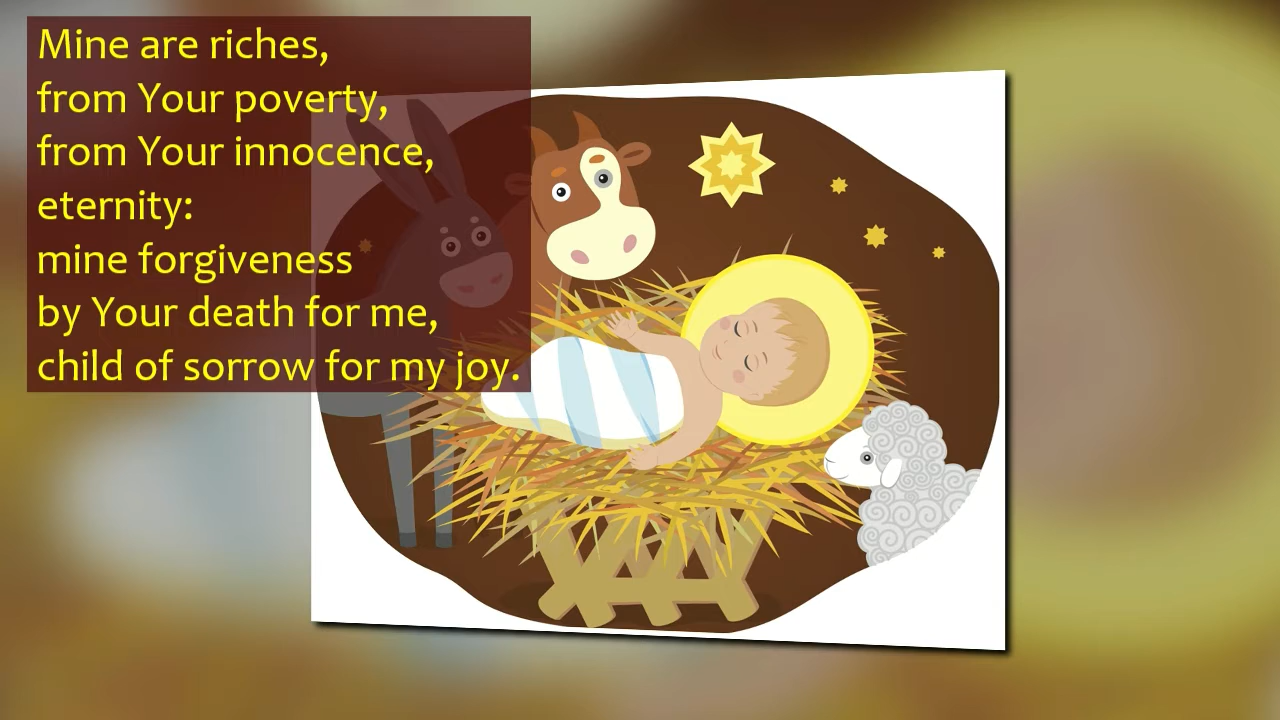 Mine are riches,
from Your poverty,
from Your innocence,
eternity:
mine forgiveness
by Your death for me,
child of sorrow for my joy.